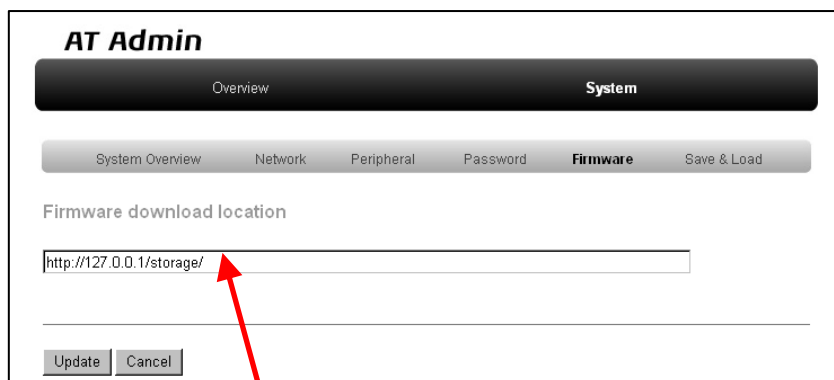 AT Admin
Overview System
System Overview Network Peripheral Password Firmware Save & Load
Firmware download location
http://127.0.0.1/storage/
Update Cancel